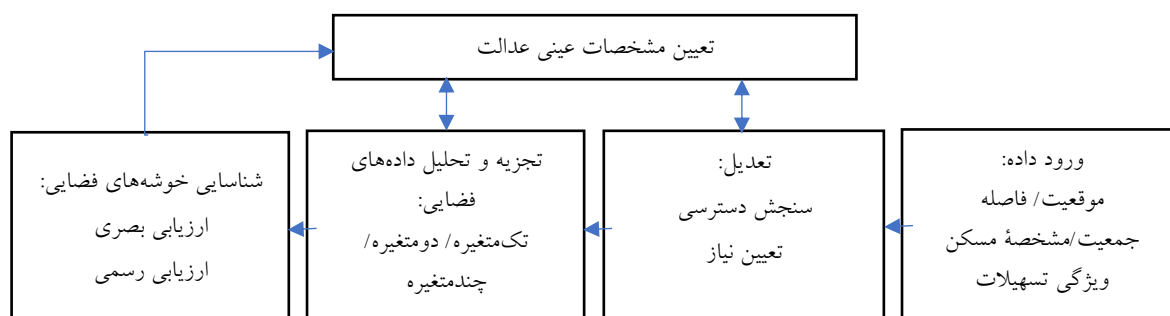 تعیین مشخصات عینی عدالت
ورود داده:
موقعیت/ فاصله
جمعیت/مشخصهٔ مسکن
ویژگی تسهیلات
تعدیل:
سنجش دسترسی
تعیین نیاز
تجزیه و تحلیل داده‌های
فضایی:
تک‌متغیره/ دومتغیره/
چندمتغیره
شناسایی خوشه‌های فضایی:
ارزیابی بصری
ارزیابی رسمی